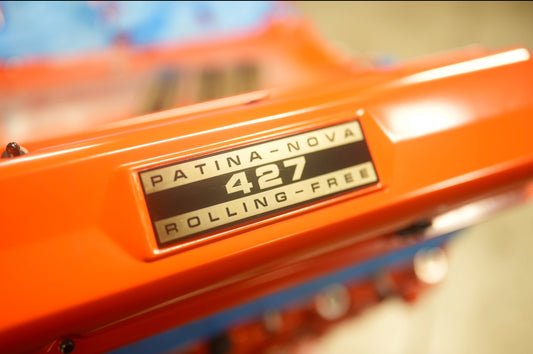 PATINA-NOVA
427
ROLLING-FREE